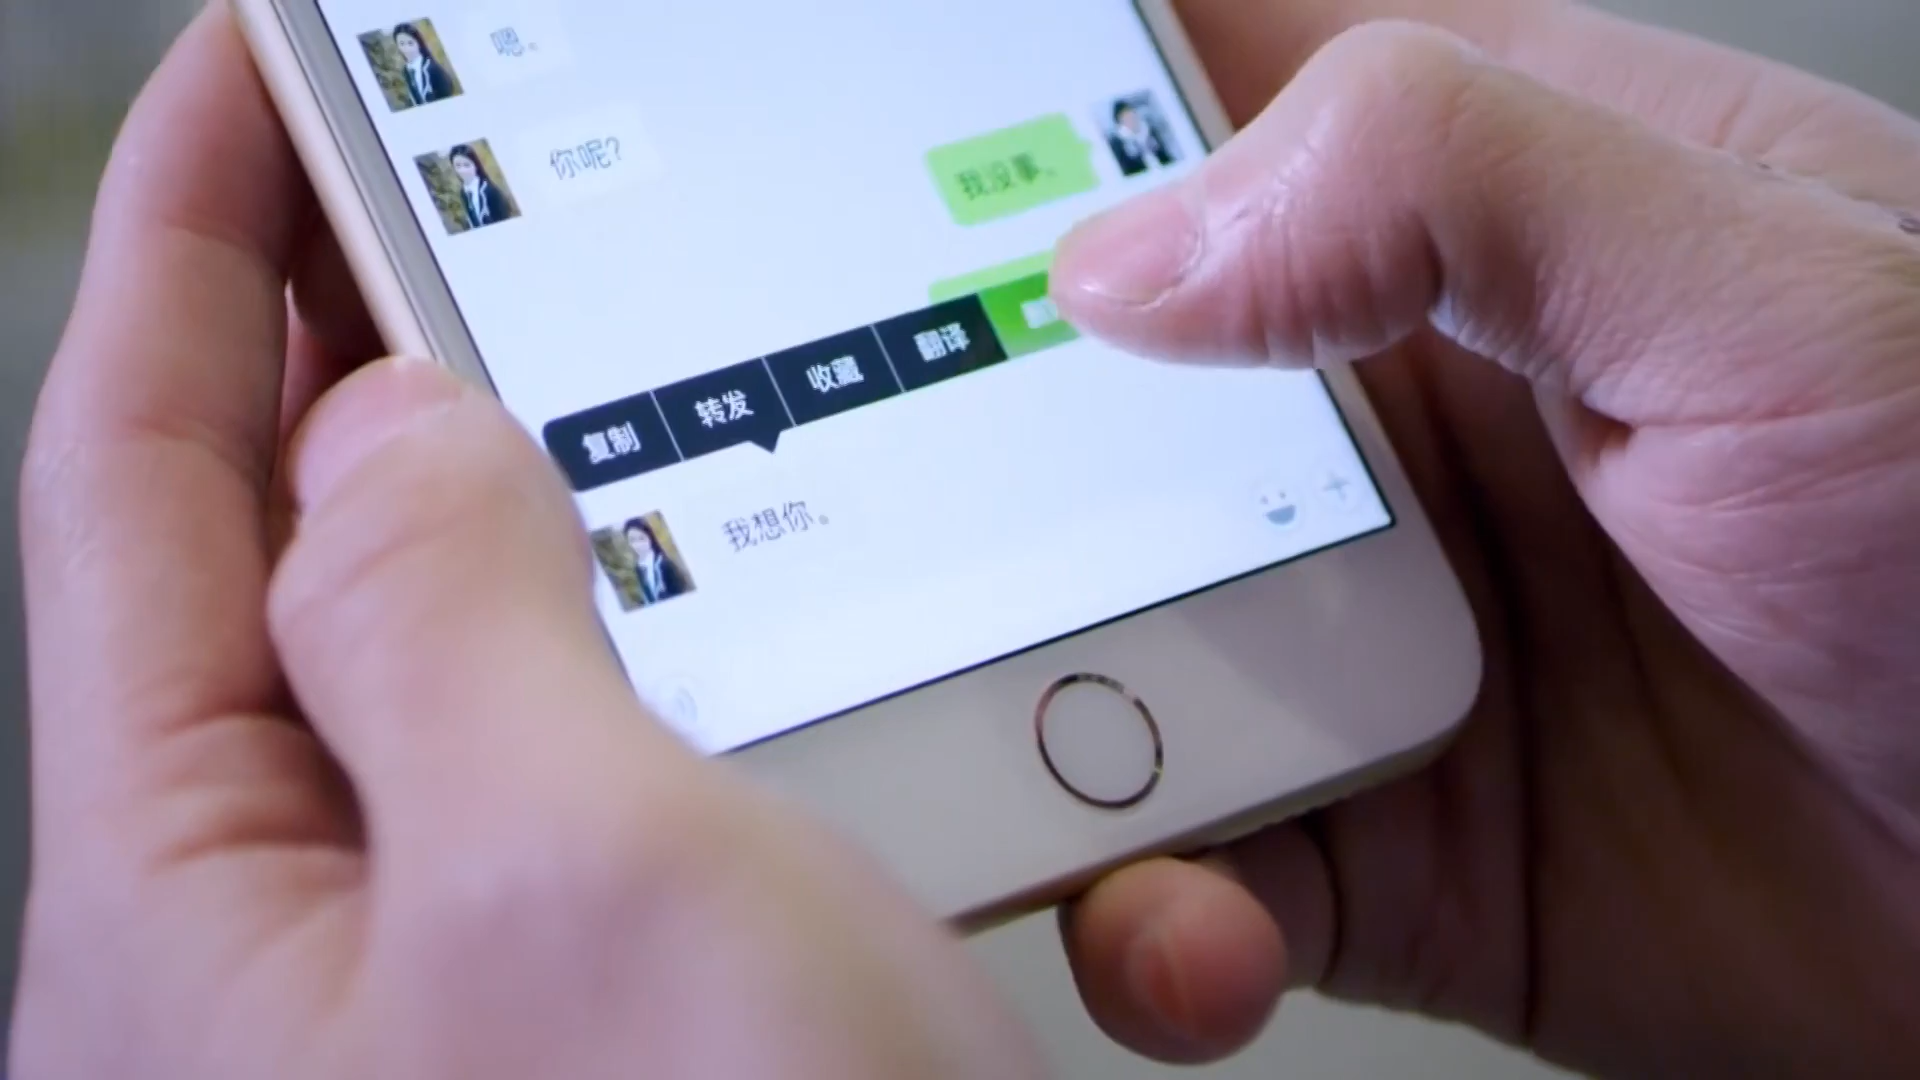 嗯。
你呢?
我没事。
复制 转发 收藏 翻译
我想你。